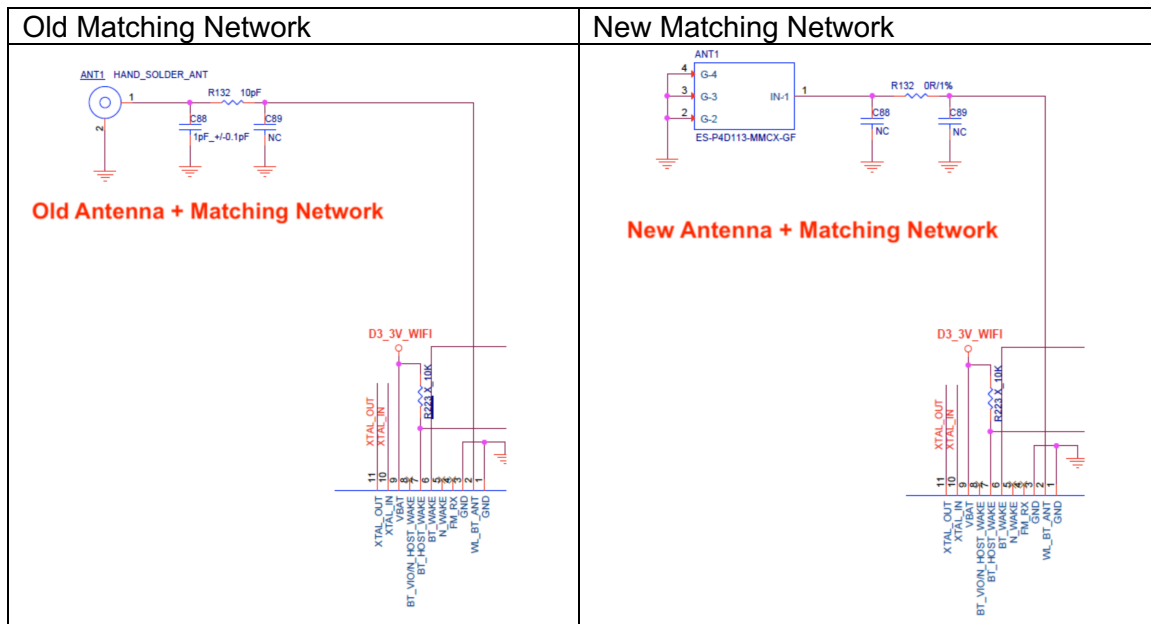 Old Matching Network
New Matching Network
ANT1 HAND_SOLDER_ANT
1
2
R132 10pF
C88
1pF_+/-0.1pF
C89
NC
Old Antenna + Matching Network
D3_3V_WIFI
R223 X_10K
XTAL_OUT
XTAL_IN
11
10
9
8
7
6
5
4
3
2
1
XTAL_OUT
XTAL_IN
VBAT
BT_VIO/N_HOST_WAKE
BT_HOST_WAKE
BT_WAKE
N_WAKE
FM_RX
GND
WL_BT_ANT
GND
ANT1
4
G-4
3
G-3
IN-1
1
2
G-2
ES-P4D113-MMCX-GF
R132 0R/1%
C88
NC
C89
NC
New Antenna + Matching Network
D3_3V_WIFI
R223 X_10K
XTAL_OUT
XTAL_IN
11
10
9
8
7
6
5
4
3
2
1
XTAL_OUT
XTAL_IN
VBAT
BT_VIO/N_HOST_WAKE
BT_HOST_WAKE
BT_WAKE
N_WAKE
FM_RX
GND
WL_BT_ANT
GND